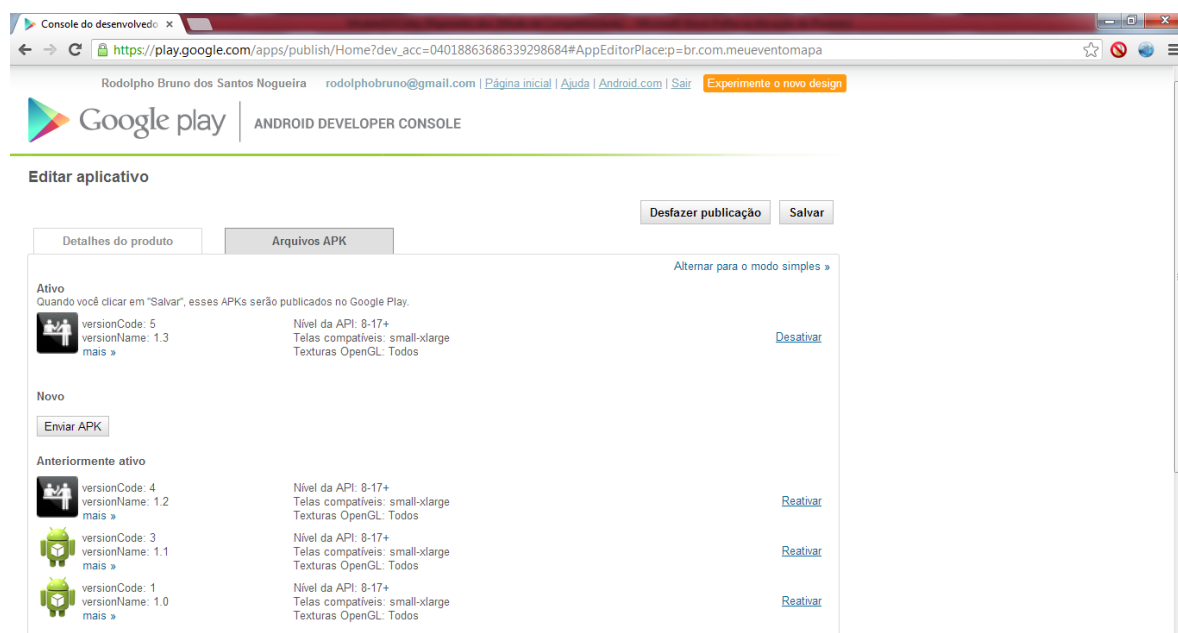 Console do desenvolvedo ×
https://play.google.com/apps/publish/Home?dev_acc=04018863686339298684#AppEditorPlace:p=br.com.meueventomapa
Rodolpho Bruno dos Santos Nogueira rodolphobruno@gmail.com | Página inicial | Ajuda | Android.com | Sair Experimente o novo design
Google play ANDROID DEVELOPER CONSOLE
Editar aplicativo
Desfazer publicação Salvar
Detalhes do produto Arquivos APK
Alternar para o modo simples »
Ativo
Quando você clicar em "Salvar", esses APKs serão publicados no Google Play.
versionCode: 5 Nível da API: 8-17+
versionName: 1.3 Telas compatíveis: small-xlarge Desativar
mais » Texturas OpenGL: Todos
Novo
Enviar APK
Anteriormente ativo
versionCode: 4 Nível da API: 8-17+
versionName: 1.2 Telas compatíveis: small-xlarge Reativar
mais » Texturas OpenGL: Todos
versionCode: 3 Nível da API: 8-17+
versionName: 1.1 Telas compatíveis: small-xlarge Reativar
mais » Texturas OpenGL: Todos
versionCode: 1 Nível da API: 8-17+
versionName: 1.0 Telas compatíveis: small-xlarge Reativar
mais » Texturas OpenGL: Todos